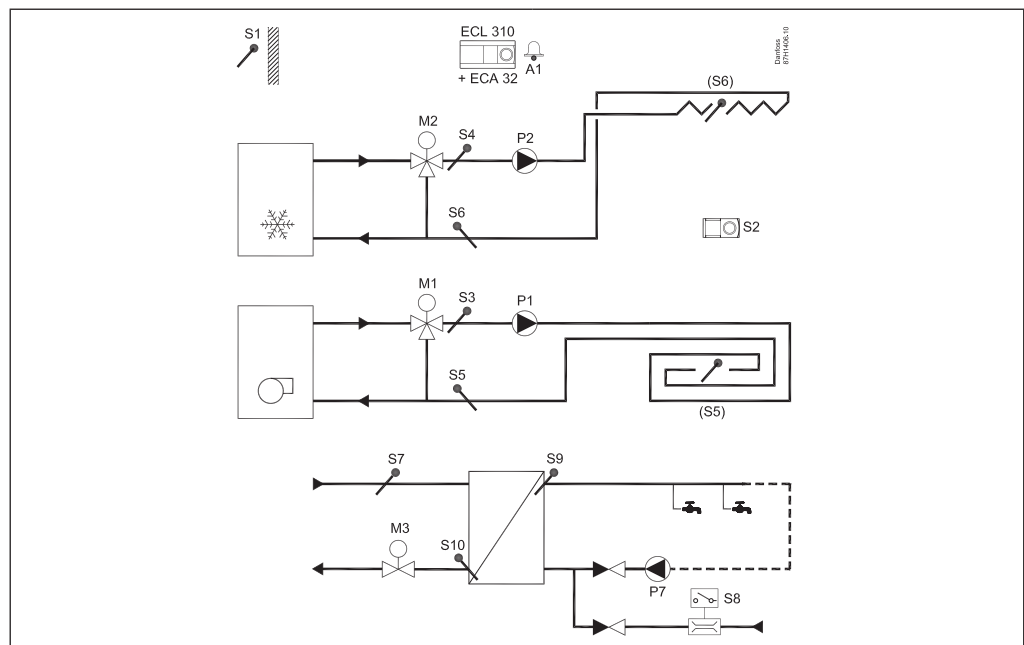 S1
ECL 310
+ ECA 32
A1
Danfoss
87H1406.10
(S6)
M2
S4
P2
S6
S2
M1
S3
P1
S5
(S5)
S7
S9
M3
S10
P7
S8